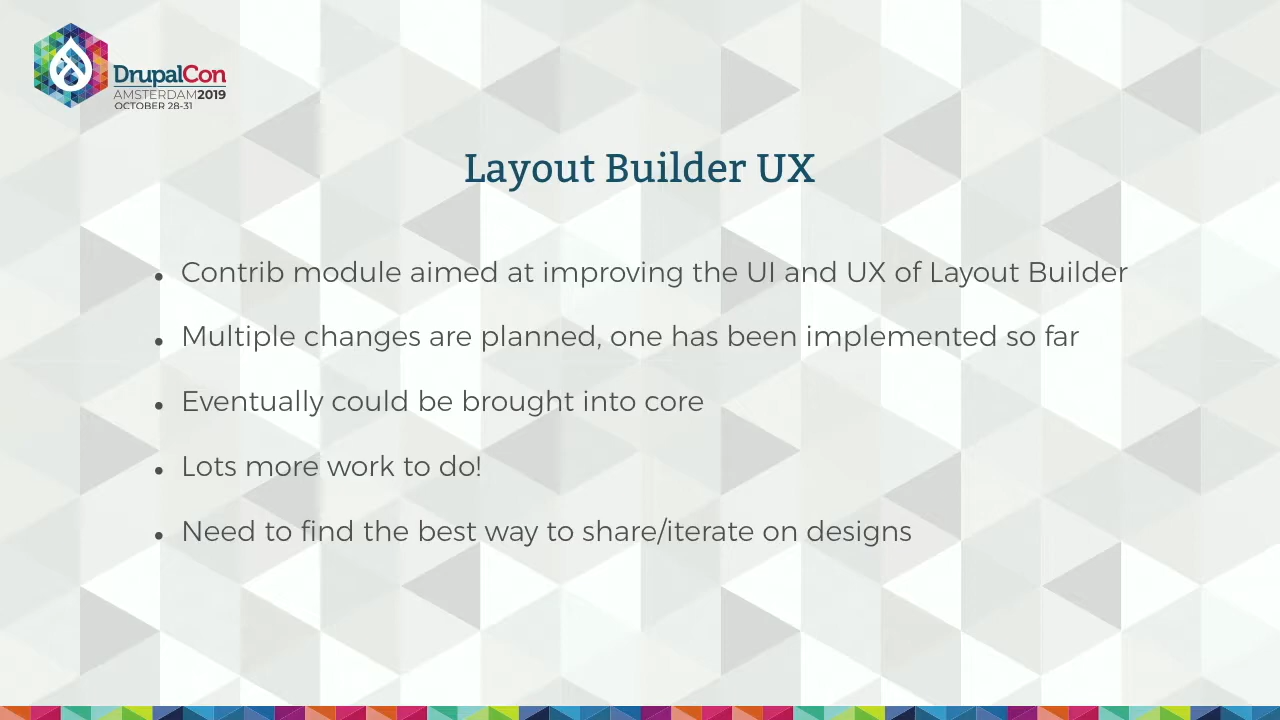 DrupalCon
AMSTERDAM2019
OCTOBER 28-31
Layout Builder UX
• Contrib module aimed at improving the UI and UX of Layout Builder
• Multiple changes are planned, one has been implemented so far
• Eventually could be brought into core
• Lots more work to do!
• Need to find the best way to share/iterate on designs